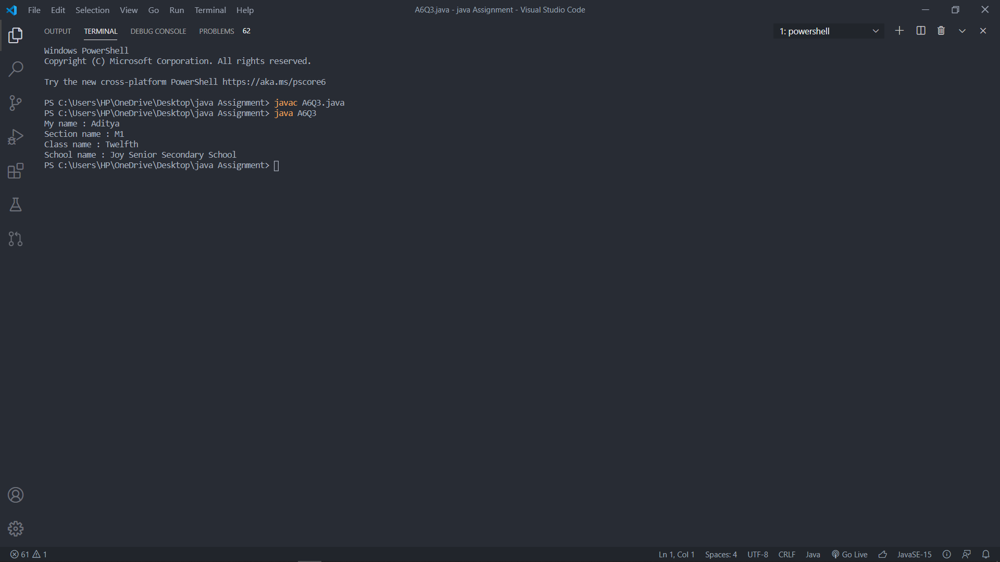 File Edit Selection View Go Run Terminal Help
A6Q3.java - java Assignment - Visual Studio Code
OUTPUT TERMINAL DEBUG CONSOLE PROBLEMS 62
1: powershell
Windows PowerShell
Copyright (C) Microsoft Corporation. All rights reserved.
Try the new cross-platform PowerShell https://aka.ms/pscore6
PS C:\Users\HP\OneDrive\Desktop\java Assignment> javac A6Q3.java
PS C:\Users\HP\OneDrive\Desktop\java Assignment> java A6Q3
My name : Aditya
Section name : M1
Class name : Twelfth
School name : Joy Senior Secondary School
PS C:\Users\HP\OneDrive\Desktop\java Assignment>
61 1
Ln 1, Col 1 Spaces: 4 UTF-8 CRLF Java Go Live JavaSE-15